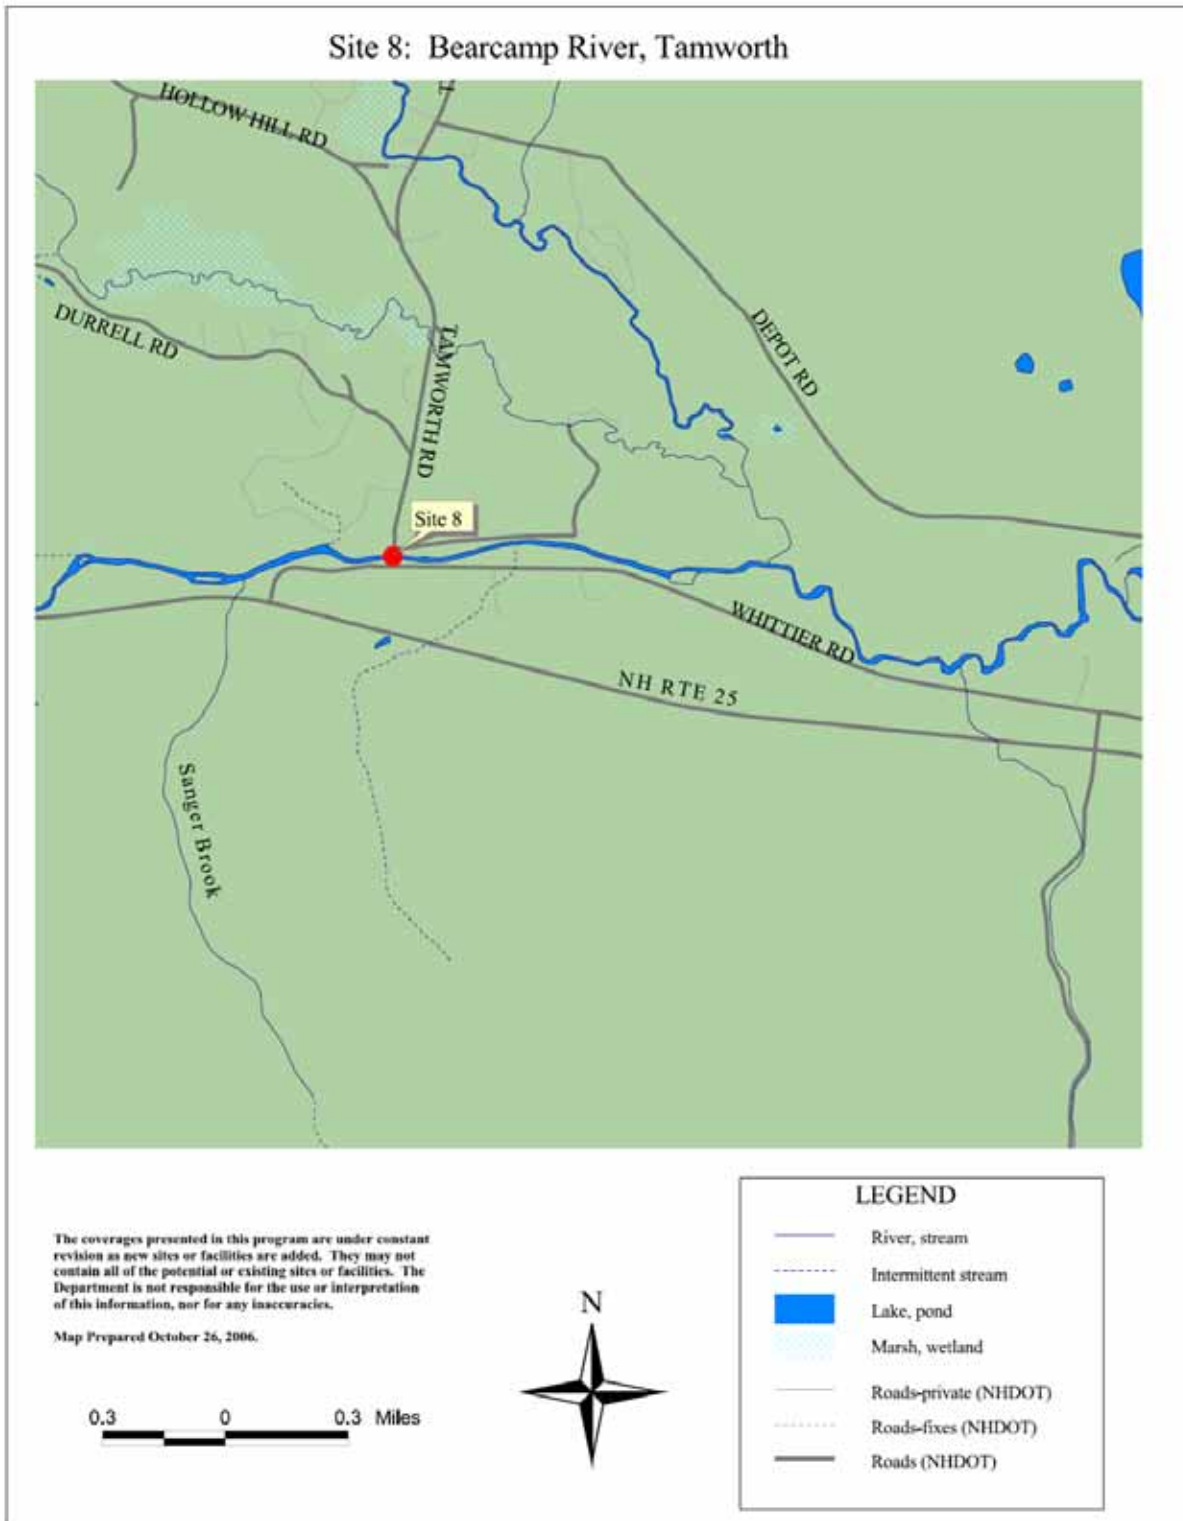 Site 8: Bearcamp River, Tamworth
HOLLOW HILL RD
DURRELL RD
TAMWORTH RD
DEPOT RD
Site 8
WHITTIER RD
NH RTE 25
Sanger Brook
The coverages presented in this program are under constant
revision as new sites or facilities are added. They may not
contain all of the potential or existing sites or facilities. The
Department is not responsible for the use or interpretation
of this information, nor for any inaccuracies.
Map Prepared October 26, 2006.
0.3 0 0.3 Miles
N
LEGEND
River, stream
Intermittent stream
Lake, pond
Marsh, wetland
Roads-private (NHDOT)
Roads-fixes (NHDOT)
Roads (NHDOT)